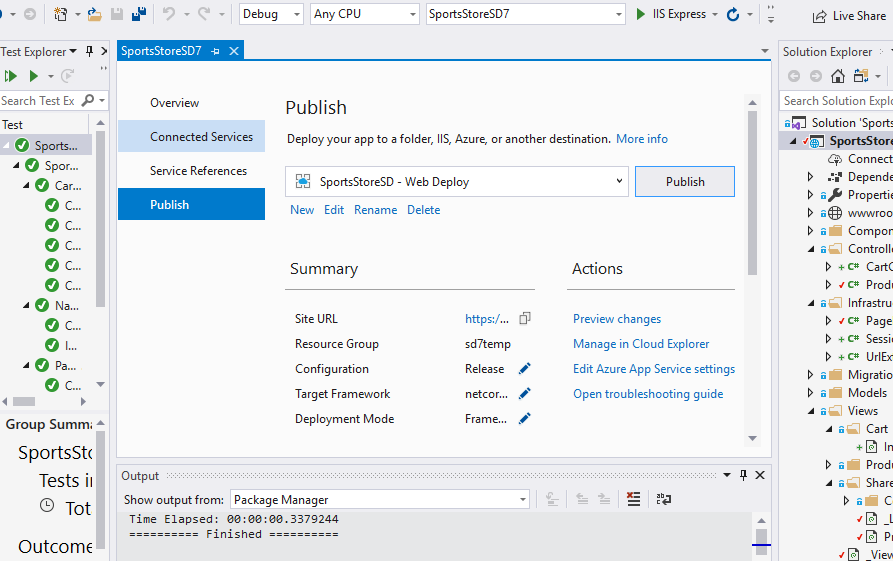 Debug
Any CPU
SportsStoreSD7
IIS Express
Live Share
Test Explorer
Search Test Ex
Test
Sports...
Spor...
Car...
C...
C...
C...
C...
C...
Na...
C...
I...
Pa...
C...
Group Summa
SportsSto
Tests in
Tot
Outcome
SportsStoreSD7
Overview
Connected Services
Service References
Publish
Publish
Deploy your app to a folder, IIS, Azure, or another destination. More info
SportsStoreSD - Web Deploy
Publish
New Edit Rename Delete
Summary
Site URL https:/...
Resource Group sd7temp
Configuration Release
Target Framework netcor...
Deployment Mode Frame...
Actions
Preview changes
Manage in Cloud Explorer
Edit Azure App Service settings
Open troubleshooting guide
Output
Show output from: Package Manager
Time Elapsed: 00:00:00.3379244
========== Finished ==========
Solution Explorer
Search Solution Explo
Solution 'Sports
SportsStore
Connect
Depende
Propertie
wwwroo
Compon
Controlle
C# CartC
C# Produ
Infrastruc
C# Page
C# Sessi
C# UrlEx
Migration
Models
Views
Cart
In
Produ
Share
C
_L
Pr
_View